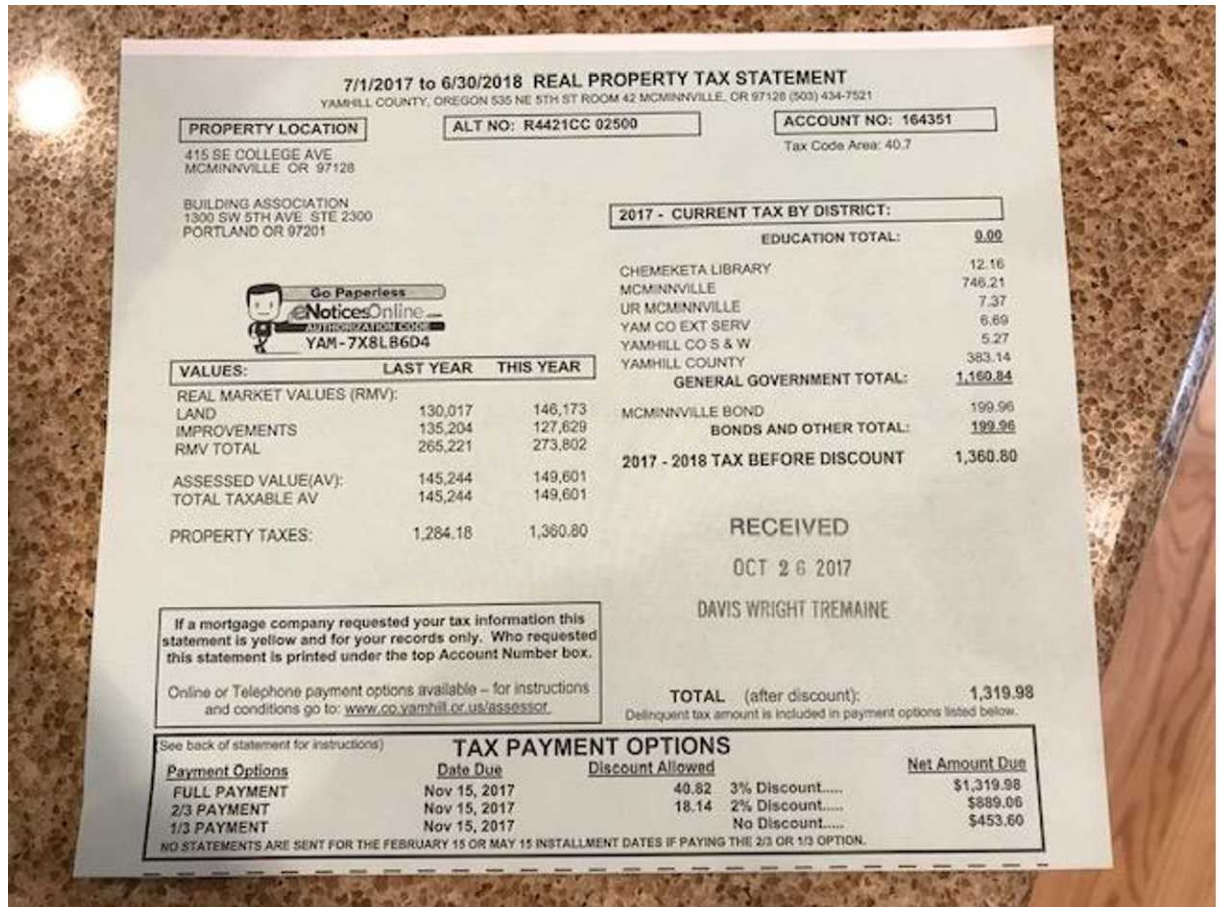 7/1/2017 to 6/30/2018 REAL PROPERTY TAX STATEMENT
YAMHILL COUNTY, OREGON 535 NE 5TH ST ROOM 42 MCMINNVILLE, OR 97128 (503) 434-7521
PROPERTY LOCATION
ALT NO: R4421CC 02500
ACCOUNT NO: 164351
Tax Code Area: 40.7
415 SE COLLEGE AVE
MCMINNVILLE OR 97128
BUILDING ASSOCIATION
1300 SW 5TH AVE STE 2300
PORTLAND OR 97201
Go Paperless
eNoticesOnline.com
AUTHORIZATION CODE
YAM-7X8LB6D4
VALUES: LAST YEAR THIS YEAR
REAL MARKET VALUES (RMV):
LAND 130,017 146,173
IMPROVEMENTS 135,204 127,629
RMV TOTAL 265,221 273,802
ASSESSED VALUE(AV): 145,244 149,601
TOTAL TAXABLE AV 145,244 149,601
PROPERTY TAXES: 1,284.18 1,360.80
2017 - CURRENT TAX BY DISTRICT:
EDUCATION TOTAL: 0.00
CHEMEKETA LIBRARY 12.16
MCMINNVILLE 746.21
UR MCMINNVILLE 7.37
YAM CO EXT SERV 6.69
YAMHILL CO S & W 5.27
YAMHILL COUNTY 383.14
GENERAL GOVERNMENT TOTAL: 1,160.84
MCMINNVILLE BOND 199.96
BONDS AND OTHER TOTAL: 199.96
2017 - 2018 TAX BEFORE DISCOUNT 1,360.80
RECEIVED
OCT 26 2017
DAVIS WRIGHT TREMAINE
If a mortgage company requested your tax information this
statement is yellow and for your records only. Who requested
this statement is printed under the top Account Number box.
Online or Telephone payment options available – for instructions
and conditions go to: www.co.yamhill.or.us/assessor
TOTAL (after discount): 1,319.98
Delinquent tax amount is included in payment options listed below.
(See back of statement for instructions) TAX PAYMENT OPTIONS
Payment Options Date Due Discount Allowed Net Amount Due
FULL PAYMENT Nov 15, 2017 40.82 3% Discount..... $1,319.98
2/3 PAYMENT Nov 15, 2017 18.14 2% Discount..... $889.06
1/3 PAYMENT Nov 15, 2017 No Discount..... $453.60
NO STATEMENTS ARE SENT FOR THE FEBRUARY 15 OR MAY 15 INSTALLMENT DATES IF PAYING THE 2/3 OR 1/3 OPTION.